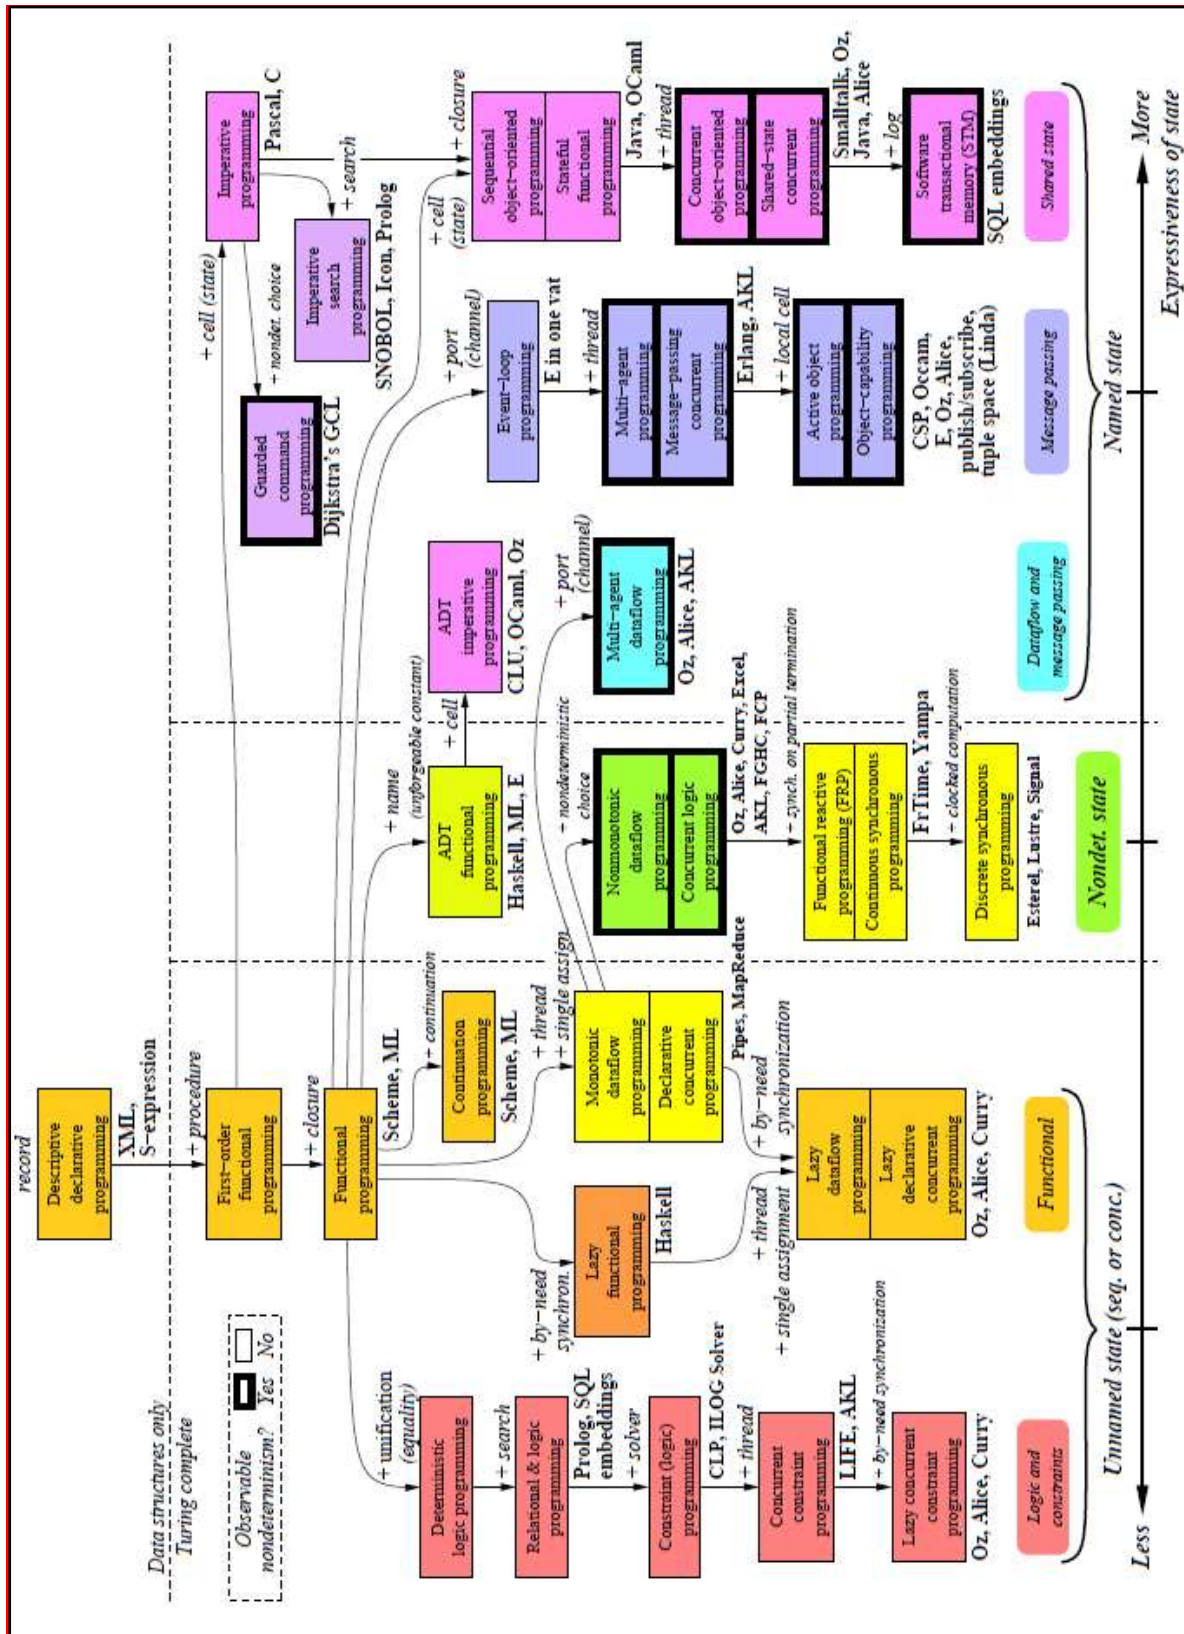 record
Descriptive
declarative
programming
XML,
S-expression
Data structures only
Turing complete
+ procedure
Observable
nondeterminism?
Yes
No
First-order
functional
programming
+ closure
Functional
programming
+ cell (state)
Imperative
programming
Pascal, C
+ search
Imperative
search
programming
SNOBOL, Icon, Prolog
+ nondet. choice
Guarded
command
programming
Dijkstra's GCL
+ unification
(equality)
Deterministic
logic programming
+ search
Relational & logic
programming
Prolog, SQL
embeddings
+ solver
Constraint (logic)
programming
CLP, ILOG Solver
+ thread
Concurrent
constraint
programming
LIFE, AKL
+ by-need synchronization
Lazy concurrent
constraint
programming
Oz, Alice, Curry
+ by-need
synchron.
Lazy
functional
programming
Haskell
+ thread
+ single assignment
Scheme, ML
+ continuation
Continuation
programming
Scheme, ML
+ thread
+ single assign.
Monotonic
dataflow
programming
Declarative
concurrent
programming
Pipes, MapReduce
+ by-need
synchronization
Lazy
dataflow
programming
Lazy
declarative
concurrent
programming
Oz, Alice, Curry
+ name
(unforgeable constant)
ADT
functional
programming
Haskell, ML, E
+ cell
ADT
imperative
programming
CLU, OCaml, Oz
+ nondeterministic
choice
Nonmonotonic
dataflow
programming
Concurrent logic
programming
Oz, Alice, Curry, Excel,
AKL, FGHC, FCP
+ synch. on partial termination
Functional reactive
programming (FRP)
Continuous synchronous
programming
FrTime, Yampa
+ clocked computation
Discrete synchronous
programming
Esterel, Lustre, Signal
+ port
(channel)
Multi-agent
dataflow
programming
Oz, Alice, AKL
+ port
(channel)
Event-loop
programming
E in one vat
+ thread
Multi-agent
programming
Message-passing
concurrent
programming
Erlang, AKL
+ local cell
Active object
programming
Object-capability
programming
CSP, Occam,
E, Oz, Alice,
publish/subscribe,
tuple space (Linda)
+ closure
+ cell
(state)
Sequential
object-oriented
programming
Stateful
functional
programming
Java, OCaml
+ thread
Concurrent
object-oriented
programming
Shared-state
concurrent
programming
Smalltalk, Oz,
Java, Alice
+ log
Software
transactional
memory (STM)
SQL embeddings
Logic and
constraints
Functional
Nondet. state
Dataflow and
message passing
Message passing
Shared state
Unnamed state (seq. or conc.)
Named state
Less
More
Expressiveness of state